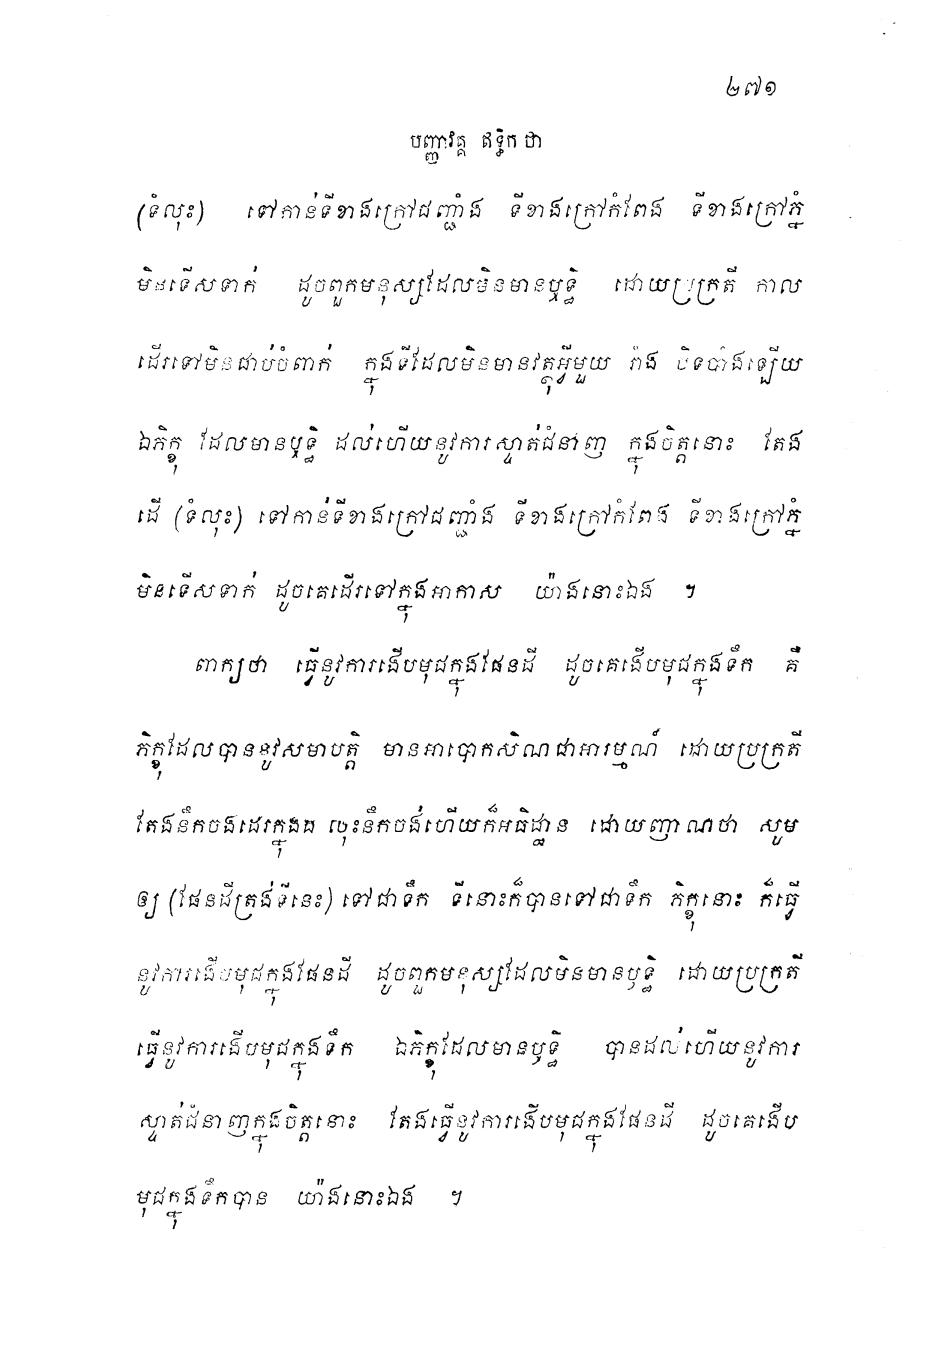 ២៧១
បញ្ញាវគ្គ ឥទ្ធិកថា
(ទំលុះ) ទៅកាន់ទីខាងក្រៅជញ្ជាំង ទីខាងក្រៅកំពែង ទីខាងក្រៅភ្នំ
មិនទើសទាក់ ដូចពួកមនុស្សដែលមិនមានឫទ្ធិ ដោយប្រក្រតី កាល
ដើរទៅមិនជាប់ចំពាក់ ក្នុងទីដែលមិនមានវត្ថុអ្វីមួយ រាំង បិទបាំងឡើយ
ឯភិក្ខុ ដែលមានឫទ្ធិ ដល់ហើយនូវការស្ទាត់ជំនាញ ក្នុងចិត្តនោះ តែង
ដើ (ទំលុះ) ទៅកាន់ទីខាងក្រៅជញ្ជាំង ទីខាងក្រៅកំពែង ទីខាងក្រៅភ្នំ
មិនទើសទាក់ ដូចគេដើរទៅក្នុងអាកាស យ៉ាងនោះឯង ។
ពាក្យថា ធ្វើនូវការងើបមុជក្នុងផែនដី ដូចគេងើបមុជក្នុងទឹក គឺ
ភិក្ខុដែលបាននូវសមាបត្តិ មានអាបោកសិណជាអារម្មណ៍ ដោយប្រក្រតី
តែងនឹកចង់ដេរក្នុងង លុះនឹកចង់ហើយក៏អធិដ្ឋាន ដោយញាណថា សូម
ឲ្យ (ផែនដីត្រង់ទីនេះ) ទៅជាទឹក ទីនោះក៏បានទៅជាទឹក ភិក្ខុនោះ ក៏ធ្វើ
នូវការងើបមុជក្នុងផែនដី ដូចពួកមនុស្សដែលមិនមានឫទ្ធិ ដោយប្រក្រតី
ធ្វើនូវការងើបមុជក្នុងទឹក ឯភិក្ខុដែលមានឫទ្ធិ បានដល់ហើយនូវការ
ស្ទាត់ជំនាញក្នុងចិត្តនោះ តែងធ្វើនូវការងើបមុជក្នុងផែនដី ដូចគេងើប
មុជក្នុងទឹកបាន យ៉ាងនោះឯង ។